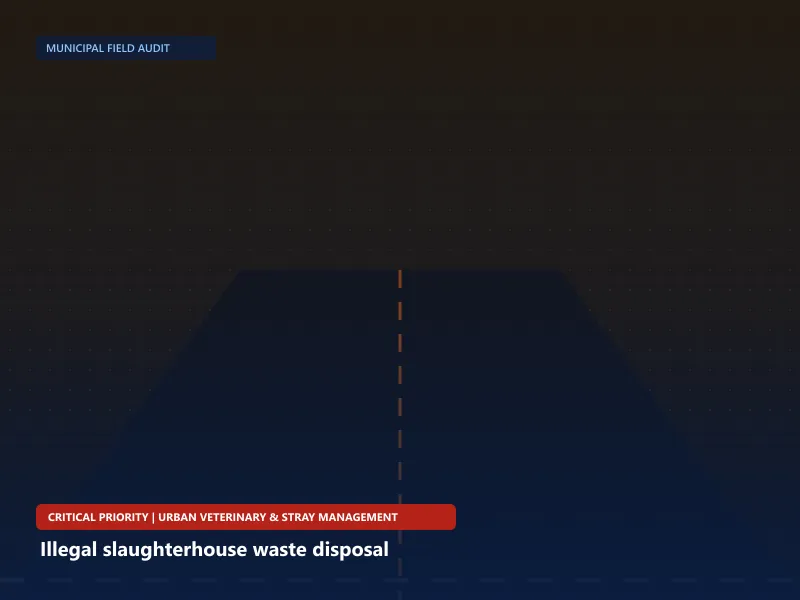 MUNICIPAL FIELD AUDIT
CRITICAL PRIORITY | URBAN VETERINARY & STRAY MANAGEMENT
Illegal slaughterhouse waste disposal